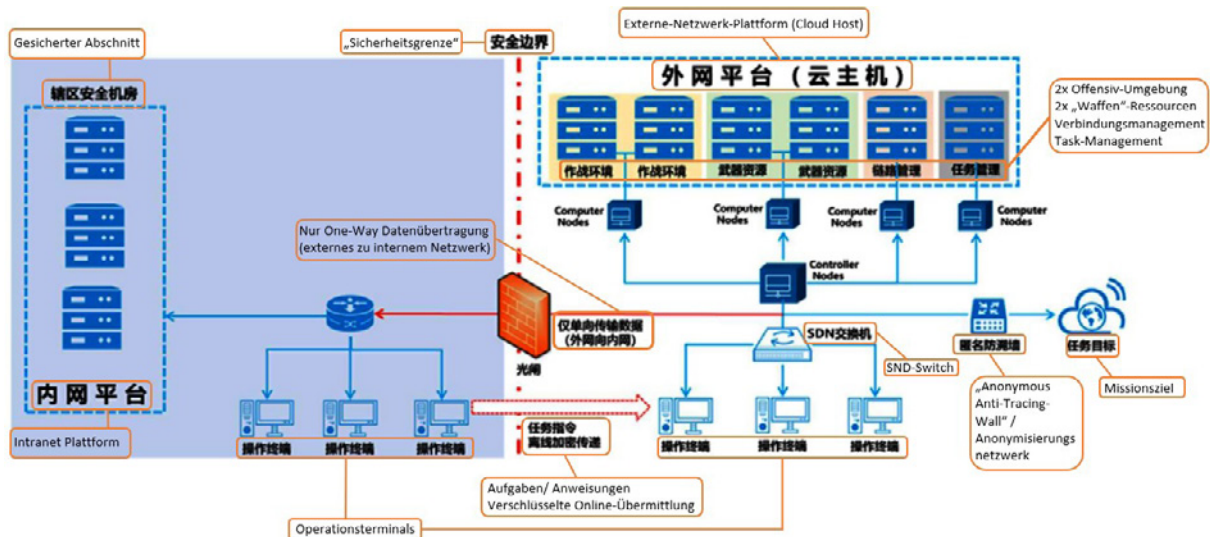 Externe-Netzwerk-Plattform (Cloud Host)
Gesicherter Abschnitt
„Sicherheitsgrenze“
安全边界
外网平台（云主机）
辖区安全机房
2x Offensiv-Umgebung
2x „Waffen“-Ressourcen
Verbindungsmanagement
Task-Management
作战环境
作战环境
武器资源
武器资源
链路管理
任务管理
Computer
Nodes
Computer
Nodes
Computer
Nodes
Computer
Nodes
Nur One-Way Datenübertragung
(externes zu internem Netzwerk)
Controller
Nodes
仅单向传输数据
（外网向内网）
SDN交换机
匿名防溯墙
任务目标
光闸
SND-Switch
内网平台
„Anonymous
Anti-Tracing-
Wall“ /
Anonymisierungs
netzwerk
Missionsziel
Intranet Plattform
操作终端
操作终端
操作终端
任务指令
离线加密传递
操作终端
操作终端
操作终端
Aufgaben/ Anweisungen
Verschlüsselte Online-Übermittlung
Operationsterminals